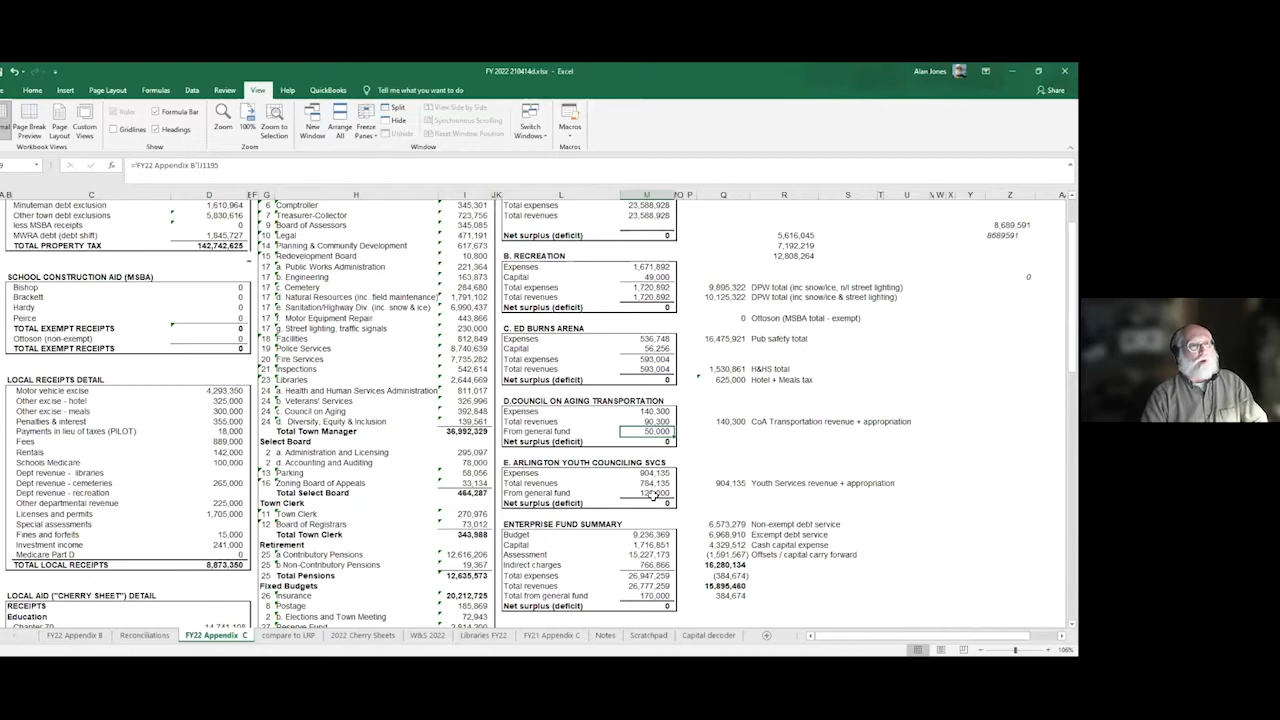 FY 2022 210414d.xlsx - Excel
Alan Jones
Home Insert Page Layout Formulas Data Review View Help QuickBooks Tell me what you want to do
Share
Page Break Preview
Page Layout
Custom Views
Ruler
Formula Bar
Gridlines
Headings
Zoom
100%
Zoom to Selection
New Window
Arrange All
Freeze Panes
Split
Hide
Unhide
View Side by Side
Synchronous Scrolling
Reset Window Position
Switch Windows
Macros
Workbook Views Show Zoom Window Macros
='FY22 Appendix B'!J1195
Minuteman debt exclusion 1,610,964
Other town debt exclusions 5,830,616
less MSBA receipts 0
MWRA debt (debt shift) 1,845,727
TOTAL PROPERTY TAX 142,742,625
SCHOOL CONSTRUCTION AID (MSBA)
Bishop 0
Brackett 0
Hardy 0
Peirce 0
TOTAL EXEMPT RECEIPTS 0
Ottoson (non-exempt) 0
TOTAL EXEMPT RECEIPTS 0
LOCAL RECEIPTS DETAIL
Motor vehicle excise 4,293,350
Other excise - hotel 325,000
Other excise - meals 300,000
Penalties & interest 355,000
Payments in lieu of taxes (PILOT) 18,000
Fees 889,000
Rentals 142,000
Schools Medicare 100,000
Dept revenue - libraries
Dept revenue - cemeteries 265,000
Dept revenue - recreation
Other departmental revenue 225,000
Licenses and permits 1,705,000
Special assessments
Fines and forfeits 15,000
Investment income 241,000
Medicare Part D 0
TOTAL LOCAL RECEIPTS 8,873,350
LOCAL AID ("CHERRY SHEET") DETAIL
RECEIPTS
Education
6 Comptroller 345,301
7 Treasurer-Collector 723,756
9 Board of Assessors 345,085
10 Legal 471,191
14 Planning & Community Development 617,673
15 Redevelopment Board 10,800
17 a. Public Works Administration 221,364
17 b. Engineering 163,873
17 c. Cemetery 284,680
17 d. Natural Resources (inc. field maintenance) 1,791,102
17 e. Sanitation/Highway Div. (inc. snow & ice) 6,990,437
17 f. Motor Equipment Repair 443,866
17 g. Street lighting, traffic signals 230,000
18 Facilities 812,849
19 Police Services 8,740,639
20 Fire Services 7,735,282
21 Inspections 542,614
23 Libraries 2,644,669
24 a. Health and Human Services Administration 811,017
24 b. Veterans' Services 326,996
24 c. Council on Aging 392,848
24 d. Diversity, Equity & Inclusion 139,561
Total Town Manager 36,992,329
Select Board
2 a. Administration and Licensing 295,097
2 d. Accounting and Auditing 78,000
13 Parking 58,056
16 Zoning Board of Appeals 33,134
Total Select Board 464,287
Town Clerk
11 Town Clerk 270,976
12 Board of Registrars 73,012
Total Town Clerk 343,988
Retirement
25 a Contributory Pensions 12,616,206
25 b Non-Contributory Pensions 19,367
25 Total Pensions 12,635,573
Fixed Budgets
26 Insurance 20,212,725
8 Postage 185,869
2 b. Elections and Town Meeting 72,943
Total expenses 23,588,928
Total revenues 23,588,928
Net surplus (deficit) 0
B. RECREATION
Expenses 1,671,892
Capital 49,000
Total expenses 1,720,892
Total revenues 1,720,892
Net surplus (deficit) 0
C. ED BURNS ARENA
Expenses 536,748
Capital 56,256
Total expenses 593,004
Total revenues 593,004
Net surplus (deficit) 0
D.COUNCIL ON AGING TRANSPORTATION
Expenses 140,300
Total revenues 90,300
From general fund 50,000
Net surplus (deficit) 0
E. ARLINGTON YOUTH COUNCILING SVCS
Expenses 904,135
Total revenues 784,135
From general fund
Net surplus (deficit) 0
ENTERPRISE FUND SUMMARY
Budget 9,236,369
Capital 1,716,851
Assessment 15,227,173
Indirect charges 766,866
Total expenses 26,947,259
Total revenues 26,777,259
Total from general fund 170,000
Net surplus (deficit) 0
5,616,045
7,192,219
12,808,264
8,689,591
8689591
0
9,895,322 DPW total (inc snow/ice, n/i street lighting)
10,125,322 DPW total (inc snow/ice & street lighting)
0 Ottoson (MSBA total - exempt)
16,475,921 Pub safety total
1,530,861 H&HS total
625,000 Hotel + Meals tax
140,300 CoA Transportation revenue + appropriation
904,135 Youth Services revenue + appropriation
6,573,279 Non-exempt debt service
6,968,910 Excempt debt service
4,329,512 Cash capital expense
(1,591,567) Offsets / capital carry forward
16,280,134
(384,674)
15,895,460
384,674
FY22 Appendix B Reconciliations FY22 Appendix C compare to LRP 2022 Cherry Sheets W&S 2022 Libraries FY22 FY21 Appendix C Notes Scratchpad Capital decoder
106%